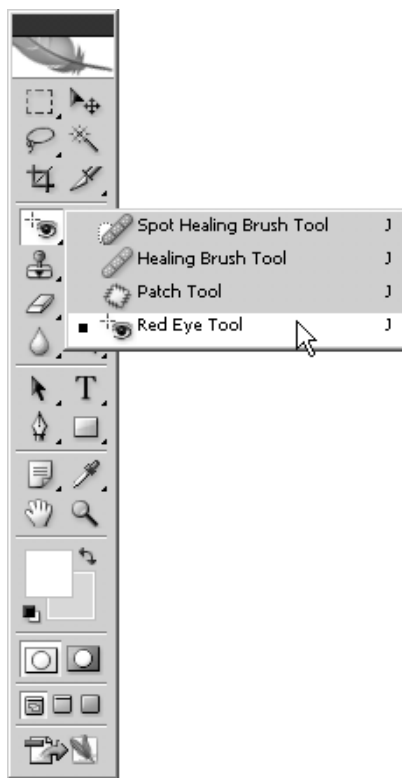 Spot Healing Brush Tool J
Healing Brush Tool J
Patch Tool J
Red Eye Tool J
T